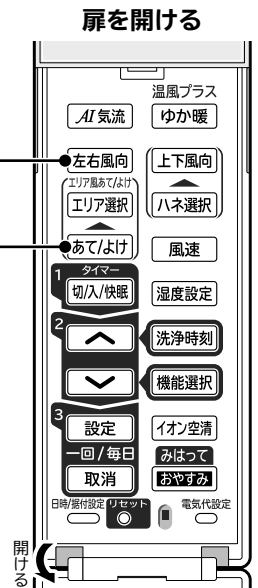 扉を開ける
温風プラス
AI 気流
ゆか暖
左右風向
上下風向
エリア風あて/よけ
エリア選択
ハネ選択
あて/よけ
風速
1
タイマー
切/入/快眠
湿度設定
2
洗浄時刻
機能選択
3
設定
イオン空清
一回/毎日
みはって
取消
おやすみ
日時/据付設定
リセット
電気代設定
開ける